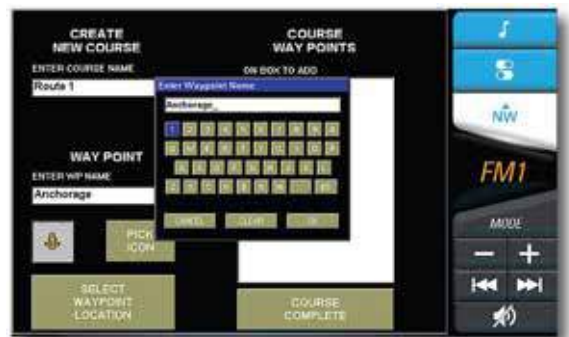 CREATE
NEW COURSE
ENTER COURSE NAME
Route 1
WAY POINT
ENTER WP NAME
Anchorage
PICK
ICON
SELECT
WAYPOINT
LOCATION
COURSE
WAY POINTS
ON BOX TO ADD
Enter Waypoint Name
Anchorage_
CANCEL
CLEAR
OK
COURSE
COMPLETE
NW
FM1
MODE